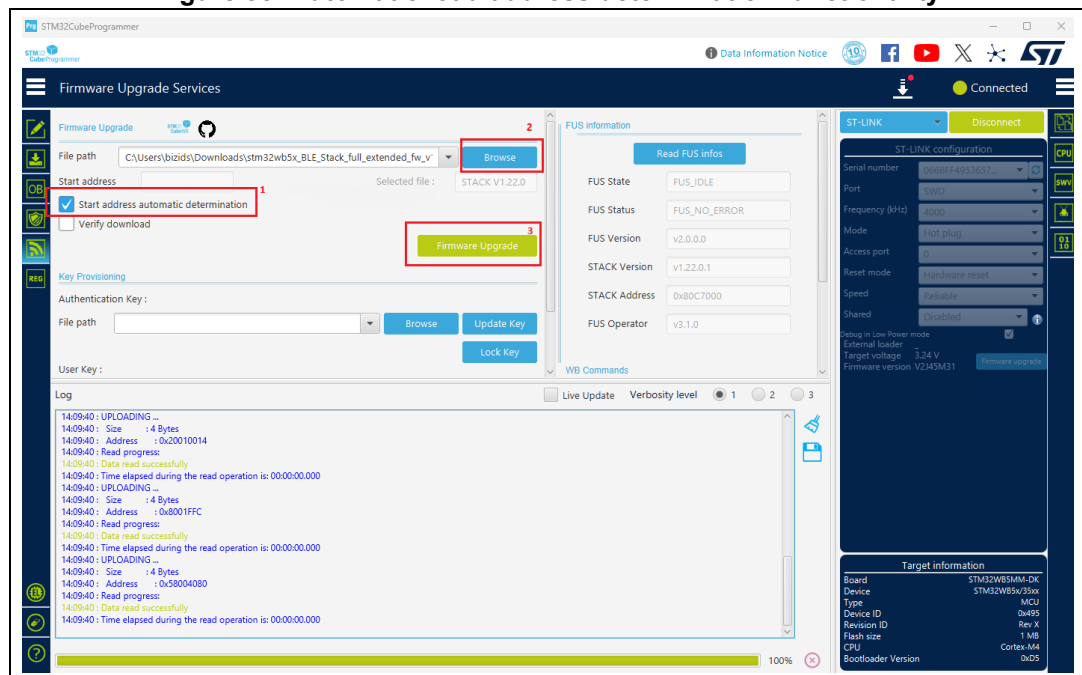 STM32CubeProgrammer
Data Information Notice
Firmware Upgrade Services
Connected
Firmware Upgrade
2
File path
C:\Users\bizids\Downloads\stm32wb5x_BLE_Stack_full_extended_fw_v'
Browse
Start address
Selected file :
STACK V1.22.0
1
Start address automatic determination
Verify download
3
Firmware Upgrade
Key Provisioning
Authentication Key :
File path
Browse
Update Key
Lock Key
User Key :
FUS information
Read FUS infos
FUS State
FUS_IDLE
FUS Status
FUS_NO_ERROR
FUS Version
v2.0.0.0
STACK Version
v1.22.0.1
STACK Address
0x80C7000
FUS Operator
v3.1.0
WB Commands
Log
Live Update
Verbosity level
1
2
3
14:09:40 : UPLOADING ...
14:09:40 : Size : 4 Bytes
14:09:40 : Address : 0x20010014
14:09:40 : Read progress:
14:09:40 : Data read successfully
14:09:40 : Time elapsed during the read operation is: 00:00:00.000
14:09:40 : UPLOADING ...
14:09:40 : Size : 4 Bytes
14:09:40 : Address : 0x8001FFC
14:09:40 : Read progress:
14:09:40 : Data read successfully
14:09:40 : Time elapsed during the read operation is: 00:00:00.000
14:09:40 : UPLOADING ...
14:09:40 : Size : 4 Bytes
14:09:40 : Address : 0x58004080
14:09:40 : Read progress:
14:09:40 : Data read successfully
14:09:40 : Time elapsed during the read operation is: 00:00:00.000
100%
ST-LINK
Disconnect
ST-LINK configuration
Serial number
066BFF4953657...
Port
SWD
Frequency (kHz)
4000
Mode
Hot plug
Access port
0
Reset mode
Hardware reset
Speed
Reliable
Shared
Disabled
Debug in Low Power mode
External loader _
Target voltage 3.24 V
Firmware version V2J45M31
Firmware upgrade
Target information
Board STM32WB5MM-DK
Device STM32WB5x/35xx
Type MCU
Device ID 0x495
Revision ID Rev X
Flash size 1 MB
CPU Cortex-M4
Bootloader Version 0xD5
OB
REG
CPU
SWV